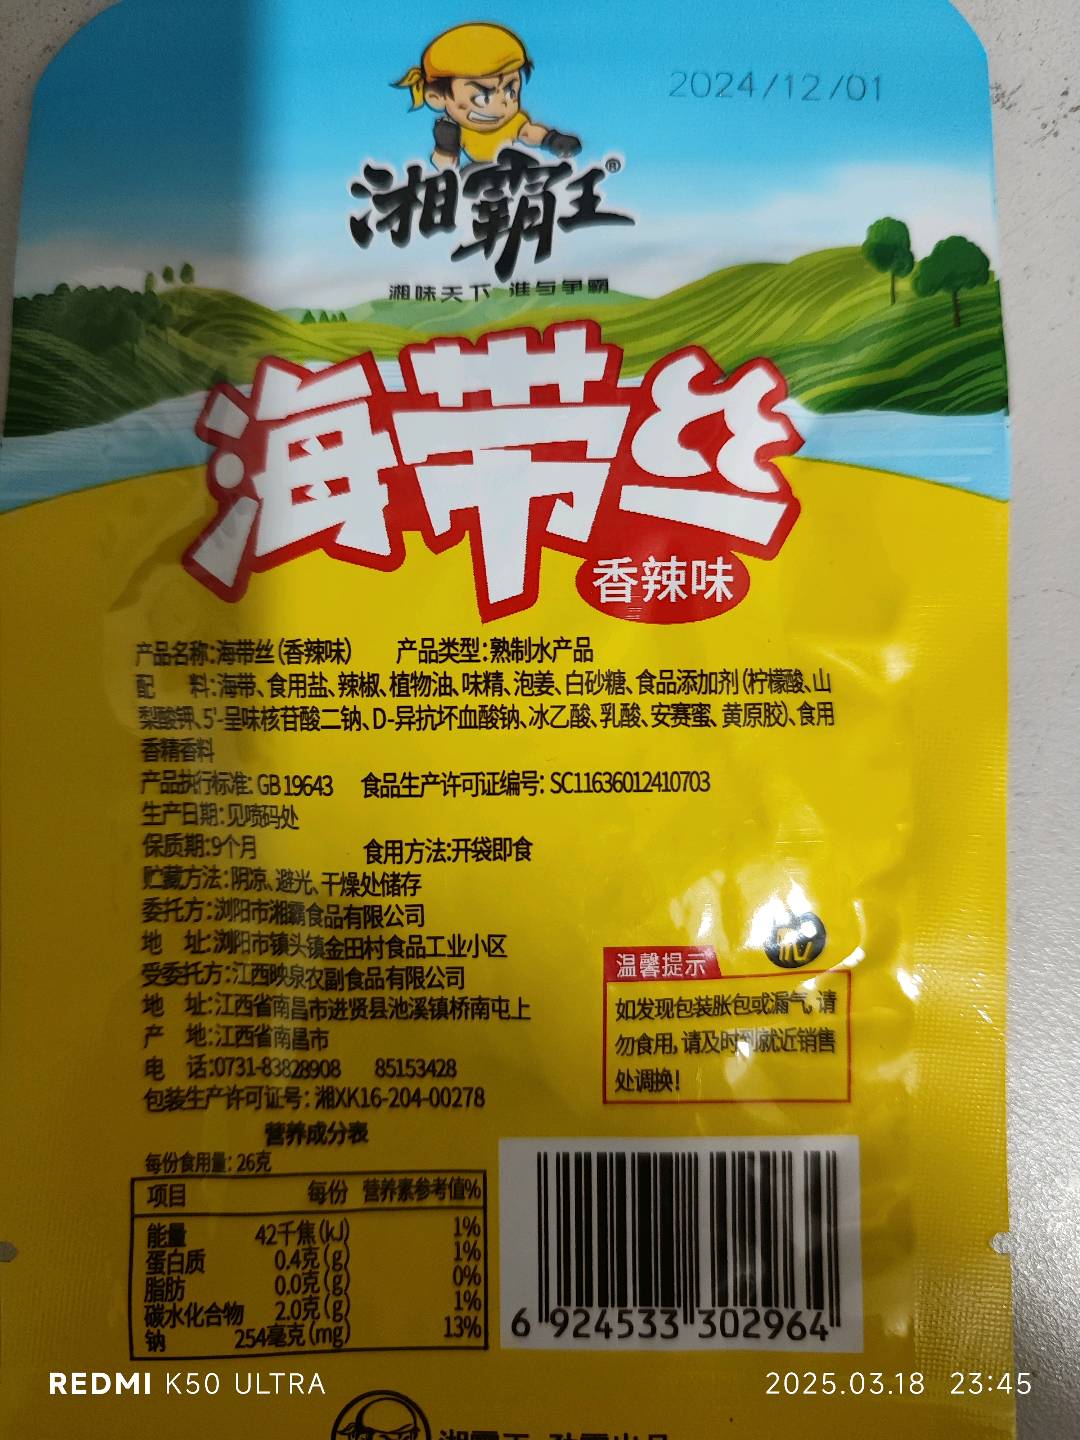 2024/12/01
湘霸王®
湘味天下 谁与争霸
海带丝
香辣味
产品名称:海带丝(香辣味) 产品类型:熟制水产品
配 料:海带、食用盐、辣椒、植物油、味精、泡姜、白砂糖、食品添加剂(柠檬酸、山
梨酸钾、5'-呈味核苷酸二钠、D-异抗坏血酸钠、冰乙酸、乳酸、安赛蜜、黄原胶)、食用
香精香料
产品执行标准: GB 19643 食品生产许可证编号: SC11636012410703
生产日期:见喷码处
保质期:9个月 食用方法:开袋即食
贮藏方法:阴凉、避光、干燥处储存
委托方:浏阳市湘霸食品有限公司
地 址:浏阳市镇头镇金田村食品工业小区
受委托方:江西映泉农副食品有限公司
地 址:江西省南昌市进贤县池溪镇桥南屯上
产 地:江西省南昌市
电 话:0731-83828908 85153428
包装生产许可证号: 湘XK16-204-00278
温馨提示
如发现包装胀包或漏气,请
勿食用,请及时到就近销售
处调换!
营养成分表
每份食用量: 26克
项目 每份 营养素参考值%
能量 42千焦(kJ) 1%
蛋白质 0.4克(g) 1%
脂肪 0.0克(g) 0%
碳水化合物 2.0克(g) 1%
钠 254毫克(mg) 13%
6 924533 302964
REDMI K50 ULTRA
2025.03.18 23:45